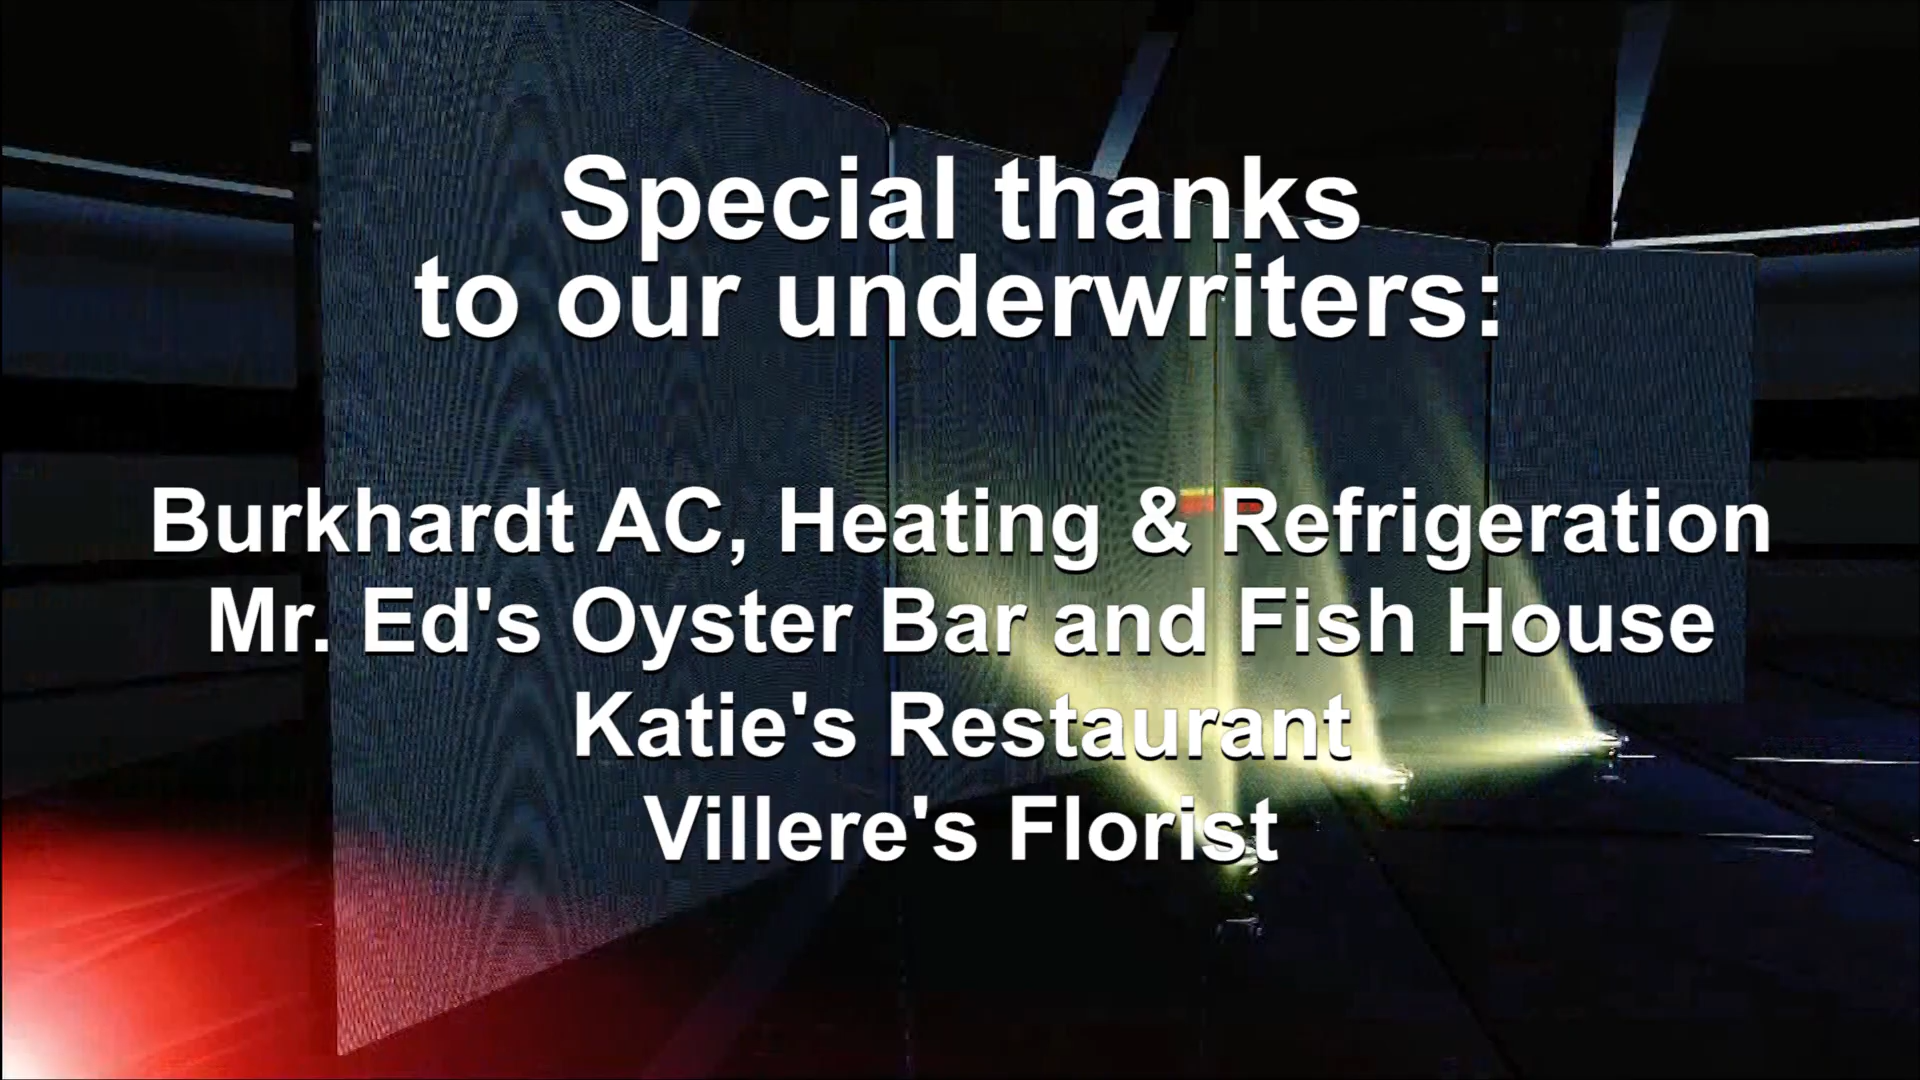 Special thanks
to our underwriters:
Burkhardt AC, Heating & Refrigeration
Mr. Ed's Oyster Bar and Fish House
Katie's Restaurant
Villere's Florist